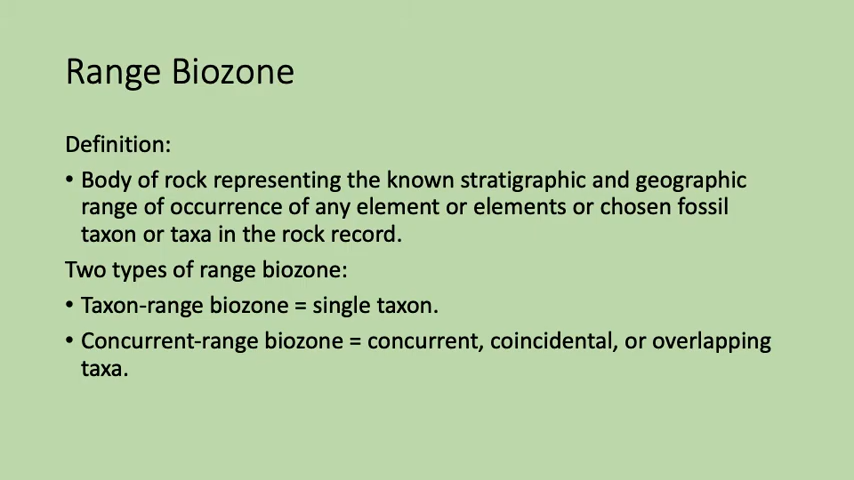 Range Biozone
Definition:
• Body of rock representing the known stratigraphic and geographic
range of occurrence of any element or elements or chosen fossil
taxon or taxa in the rock record.
Two types of range biozone:
• Taxon-range biozone = single taxon.
• Concurrent-range biozone = concurrent, coincidental, or overlapping
taxa.